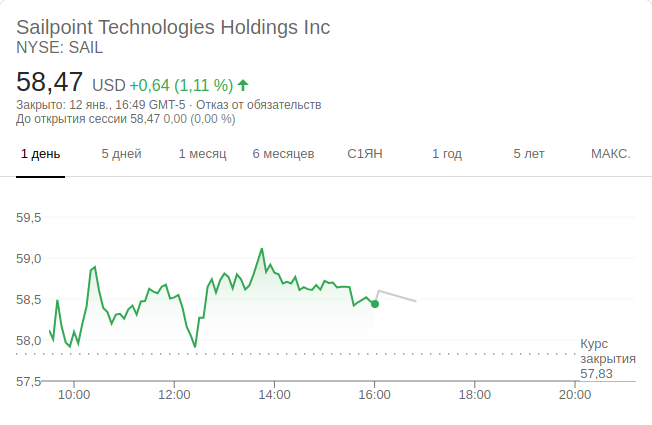 Sailpoint Technologies Holdings Inc
NYSE: SAIL
58,47 USD +0,64 (1,11 %)
Закрыто: 12 янв., 16:49 GMT-5 · Отказ от обязательств
До открытия сессии 58,47 0,00 (0,00 %)
1 день 5 дней 1 месяц 6 месяцев С1ЯН 1 год 5 лет МАКС.
59,5
59,0
58,5
58,0
Курс
закрытия
57,83
57,5
10:00 12:00 14:00 16:00 18:00 20:00